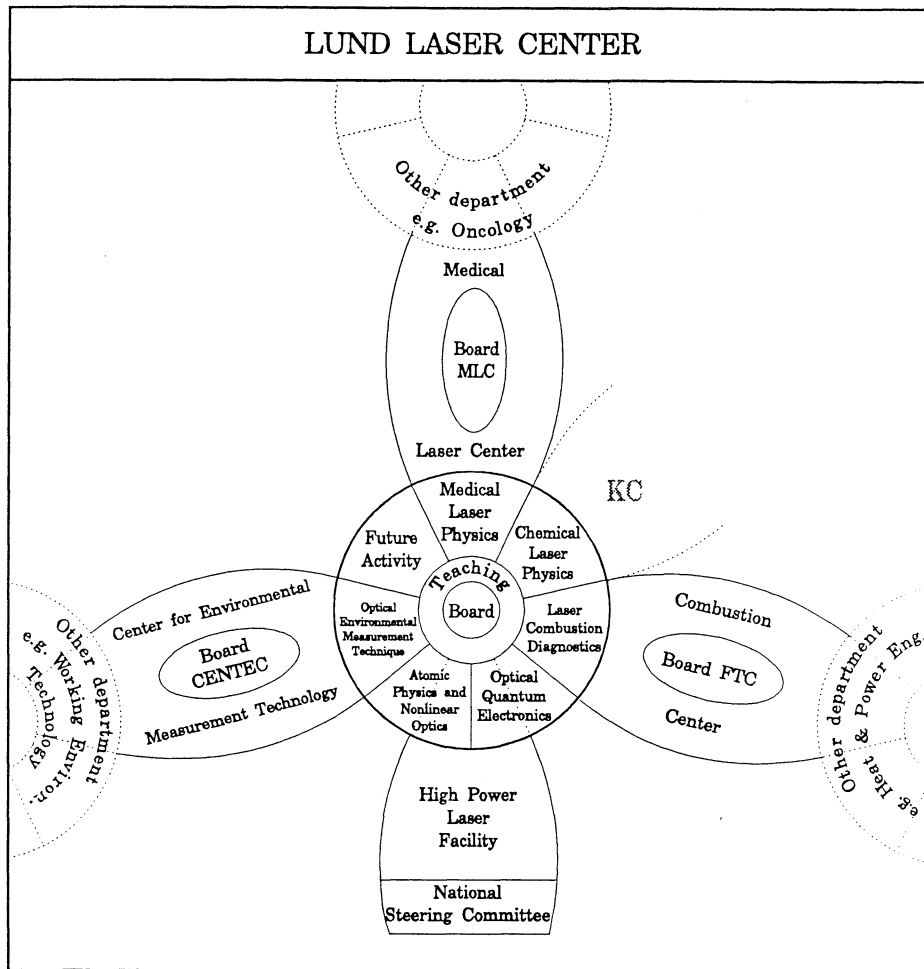 LUND LASER CENTER
Other department
e.g. Oncology
Medical
Board
MLC
Laser Center
KC
Medical
Laser
Physics
Chemical
Laser
Physics
Future
Activity
Teaching
Board
Optical
Environmental
Measurement
Technique
Laser
Combustion
Diagnostics
Atomic
Physics and
Nonlinear
Optics
Optical
Quantum
Electronics
Center for Environmental
Board
CENTEC
Measurement Technology
Other department
e.g. Working Environ.
Technology
Combustion
Board FTC
Center
Other department
e.g. Heat & Power Eng.
High Power
Laser
Facility
National
Steering Committee